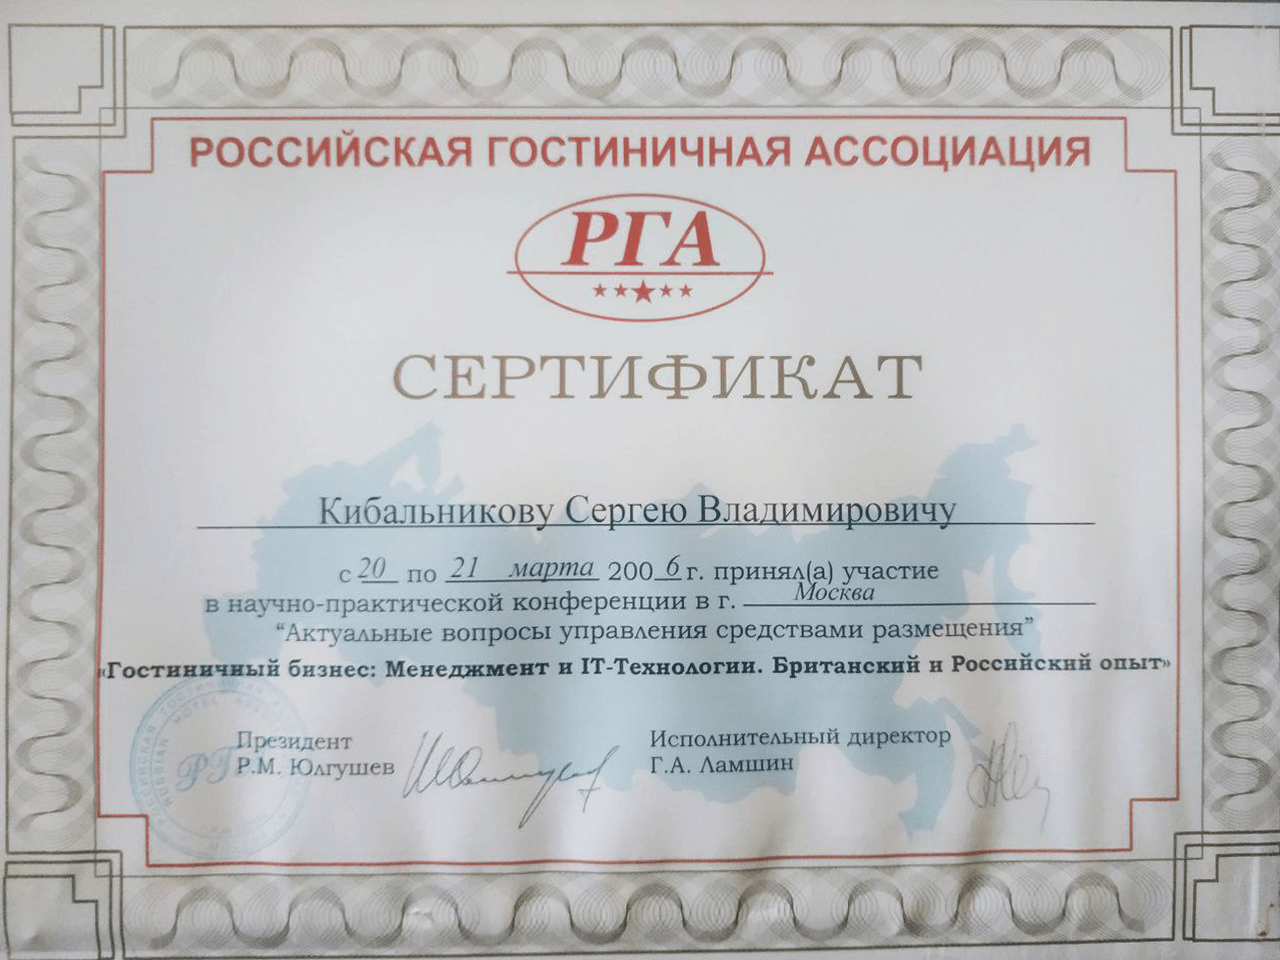 РОССИЙСКАЯ ГОСТИНИЧНАЯ АССОЦИАЦИЯ
РГА
СЕРТИФИКАТ
Кибальникову Сергею Владимировичу
с 20 по 21 марта 2006 г. принял(а) участие
в научно-практической конференции в г. Москва
“Актуальные вопросы управления средствами размещения”
«Гостиничный бизнес: Менеджмент и IT-Технологии. Британский и Российский опыт»
Президент
Р.М. Юлгушев
Исполнительный директор
Г.А. Ламшин